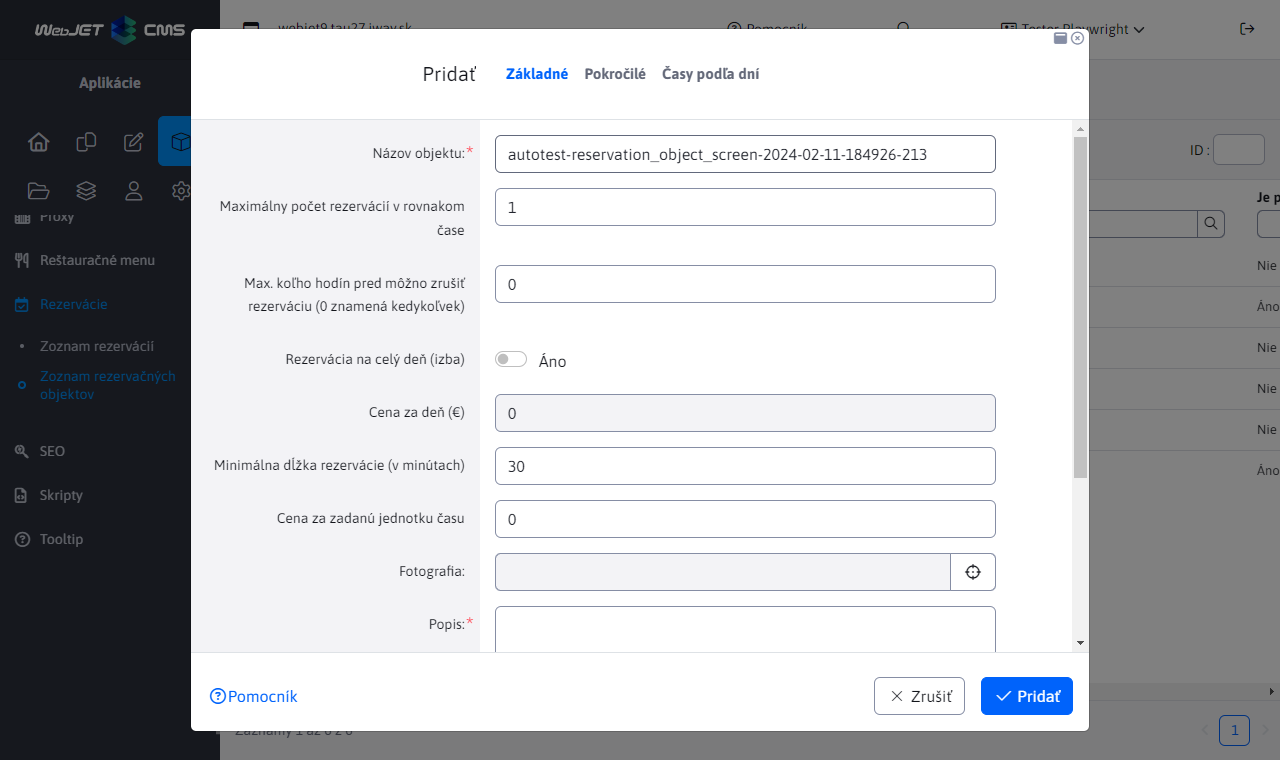 WebJET CMS
webjet9.tau27.iway.sk
Pomocník
Tester Playwright
Aplikácie
Pridať
Základné
Pokročilé
Časy podľa dní
ID :
Proxy
Reštauračné menu
Rezervácie
Zoznam rezervácií
Zoznam rezervačných
objektov
SEO
Skripty
Tooltip
Názov objektu:*
autotest-reservation_object_screen-2024-02-11-184926-213
Maximálny počet rezervácií v rovnakom
čase
1
Max. koľho hodín pred môžno zrušiť
rezerváciu (0 znamená kedykoľvek)
0
Rezervácia na celý deň (izba)
Áno
Cena za deň (€)
0
Minimálna dĺžka rezervácie (v minútach)
30
Cena za zadanú jednotku času
0
Fotografia:
Popis:*
Je p
Nie
Áno
Nie
Nie
Nie
Áno
Pomocník
Zrušiť
Pridať
Záznamy 1 až 6 z 6
1